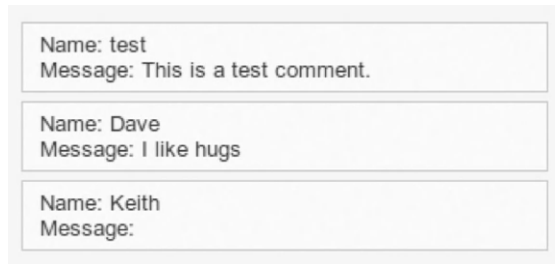 Name: test
Message: This is a test comment.
Name: Dave
Message: I like hugs
Name: Keith
Message: